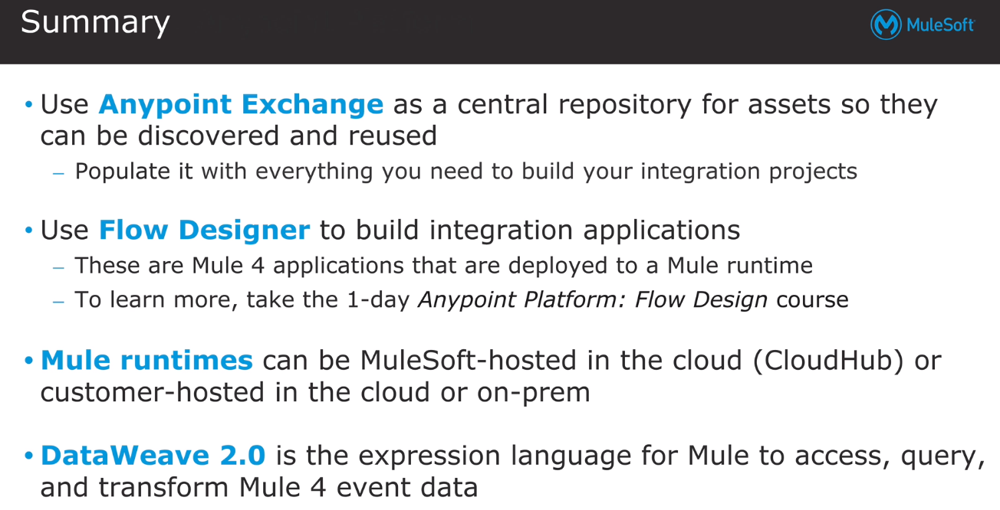 Summary
MuleSoft
• Use Anypoint Exchange as a central repository for assets so they
can be discovered and reused
– Populate it with everything you need to build your integration projects
• Use Flow Designer to build integration applications
– These are Mule 4 applications that are deployed to a Mule runtime
– To learn more, take the 1-day Anypoint Platform: Flow Design course
• Mule runtimes can be MuleSoft-hosted in the cloud (CloudHub) or
customer-hosted in the cloud or on-prem
• DataWeave 2.0 is the expression language for Mule to access, query,
and transform Mule 4 event data